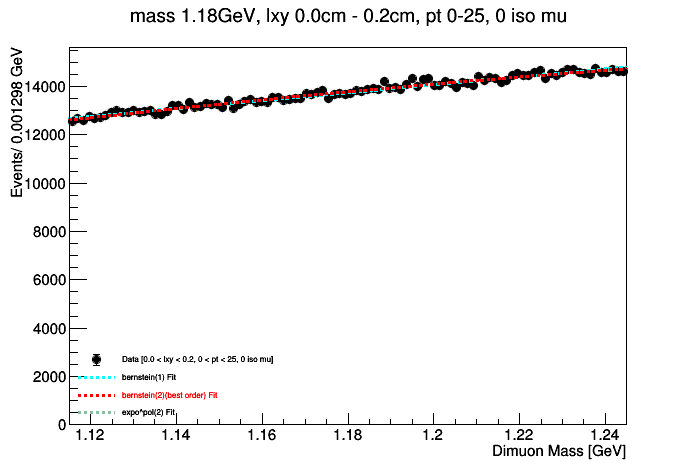 mass 1.18GeV, lxy 0.0cm - 0.2cm, pt 0-25, 0 iso mu
Events/ 0.001298 GeV
14000
12000
10000
8000
6000
4000
2000
0
Data [0.0 < lxy < 0.2, 0 < pt < 25, 0 iso mu]
bernstein(1) Fit
bernstein(2)(best order) Fit
expo^pol(2) Fit
1.12 1.14 1.16 1.18 1.2 1.22 1.24
Dimuon Mass [GeV]